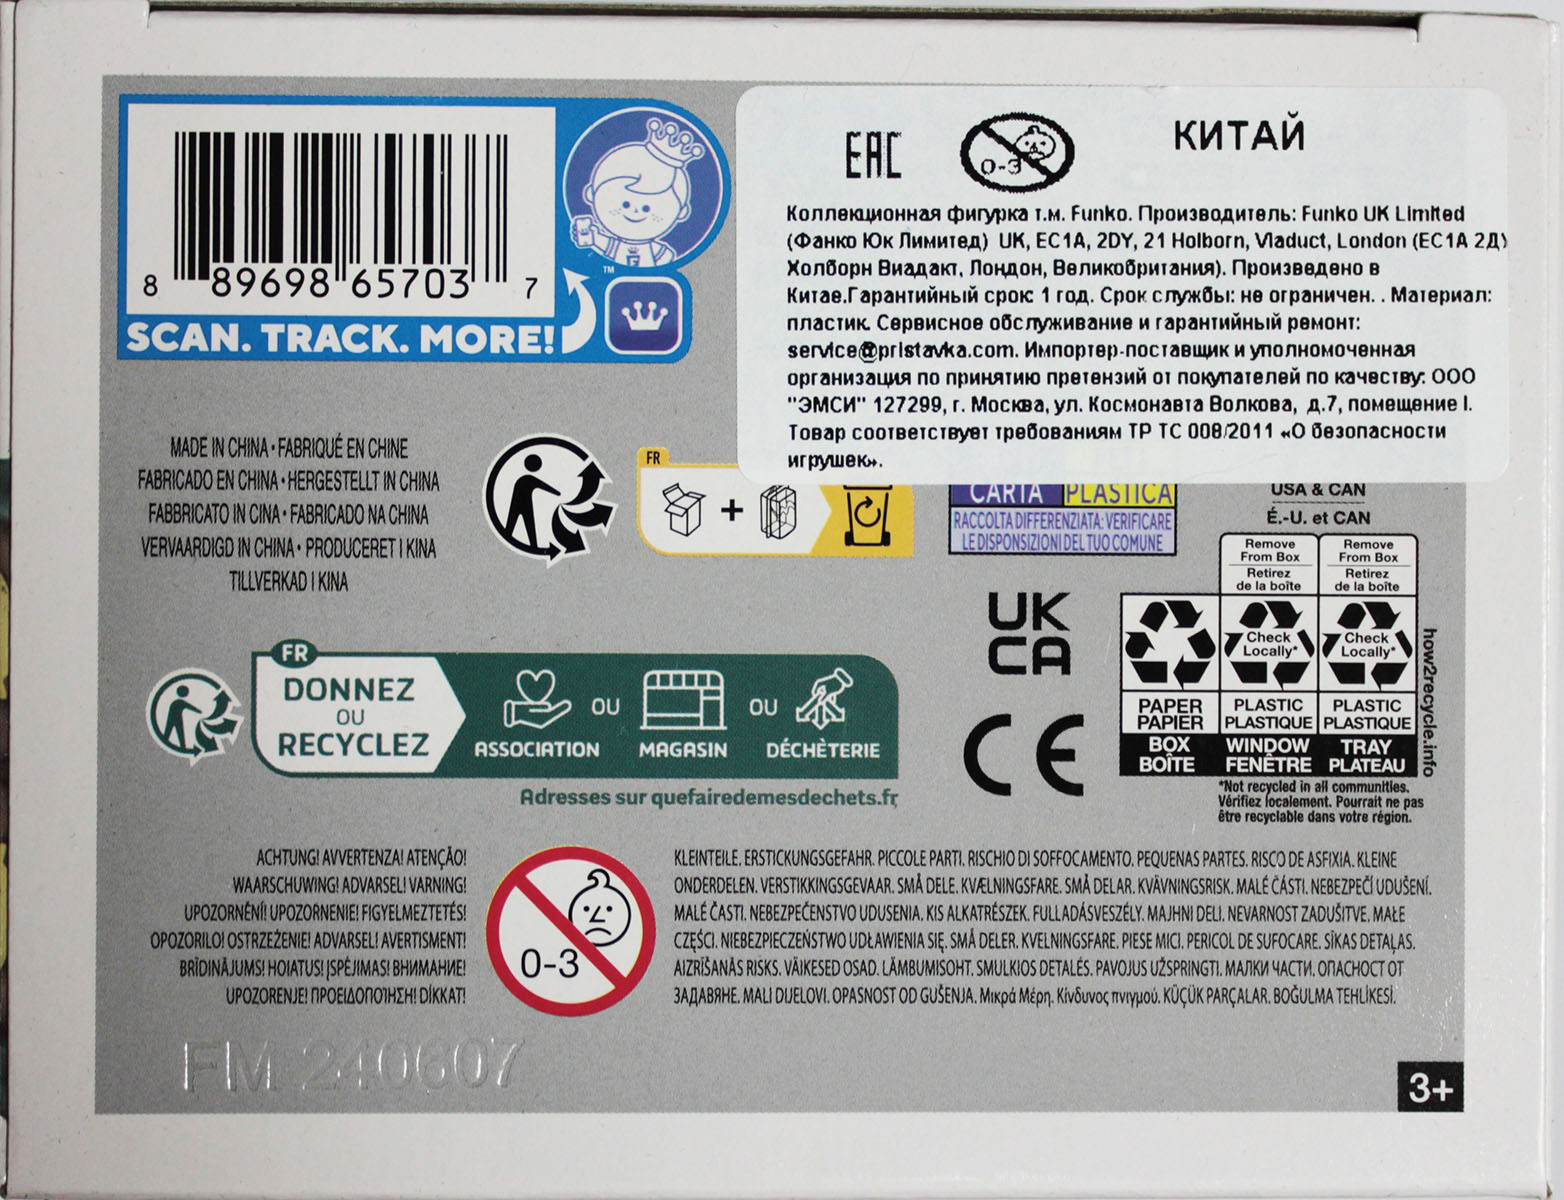 8 89698 65703 7
SCAN. TRACK. MORE!
TM
EAC
0-3
КИТАЙ
Коллекционная фигурка т.м. Funko. Производитель: Funko UK Limited
(Фанко Юк Лимитед) UK, EC1A, 2DY, 21 Holborn, Viaduct, London (EC1A 2Д)
Холборн Виадакт, Лондон, Великобритания). Произведено в
Китае.Гарантийный срок: 1 год. Срок службы: не ограничен. . Материал:
пластик. Сервисное обслуживание и гарантийный ремонт:
service@pristavka.com. Импортер-поставщик и уполномоченная
организация по принятию претензий от покупателей по качеству: ООО
"ЭМСИ" 127299, г. Москва, ул. Космонавта Волкова, д.7, помещение I.
Товар соответствует требованиям ТР ТС 008/2011 «О безопасности
игрушек».
MADE IN CHINA • FABRIQUÉ EN CHINE
FABRICADO EN CHINA • HERGESTELLT IN CHINA
FABBRICATO IN CINA • FABRICADO NA CHINA
VERVAARDIGD IN CHINA • PRODUCERET I KINA
TILLVERKAD I KINA
FR
+
CARTA PLASTICA
RACCOLTA DIFFERENZIATA: VERIFICARE
LE DISPONSIZIONI DEL TUO COMUNE
USA & CAN
É.-U. et CAN
Remove
From Box
Retirez
de la boîte
Remove
From Box
Retirez
de la boîte
Check
Locally*
Check
Locally*
PAPER
PAPIER
PLASTIC
PLASTIQUE
PLASTIC
PLASTIQUE
BOX
BOÎTE
WINDOW
FENÊTRE
TRAY
PLATEAU
how2recycle.info
*Not recycled in all communities.
Vérifiez localement. Pourrait ne pas
être recyclable dans votre région.
UK
CA
CE
FR
DONNEZ
OU
RECYCLEZ
ASSOCIATION
OU
MAGASIN
OU
DÉCHÈTERIE
Adresses sur quefairedemesdechets.fr
ACHTUNG! AVVERTENZA! ATENÇÃO!
WAARSCHUWING! ADVARSEL! VARNING!
UPOZORNĚNÍ! UPOZORNENIE! FIGYELMEZTETÉS!
OPOZORILO! OSTRZEŻENIE! ADVARSEL! AVERTISMENT!
BRĪDINĀJUMS! HOIATUS! ĮSPĖJIMAS! ВНИМАНИЕ!
UPOZORENJE! ΠΡΟΕΙΔΟΠΟΙΗΣΗ! DİKKAT!
0-3
KLEINTEILE. ERSTICKUNGSGEFAHR. PICCOLE PARTI. RISCHIO DI SOFFOCAMENTO. PEQUENAS PARTES. RISCO DE ASFIXIA. KLEINE
ONDERDELEN. VERSTIKKINGSGEVAAR. SMÅ DELE. KVÆLNINGSFARE. SMÅ DELAR. KVÄVNINGSRISK. MALÉ ČÁSTI. NEBEZPEČÍ UDUŠENÍ.
MALÉ ČASTI. NEBEZPEČENSTVO UDUSENIA. KIS ALKATRÉSZEK. FULLADÁSVESZÉLY. MAJHNI DELI. NEVARNOST ZADUŠITVE. MAŁE
CZĘŚCI. NIEBEZPIECZEŃSTWO UDŁAWIENIA SIĘ. SMÅ DELER. KVELNINGSFARE. PIESE MICI. PERICOL DE SUFOCARE. SĪKAS DETAĻAS.
AIZRĪŠANĀS RISKS. VÄIKESED OSAD. LÄMBUMISOHT. SMULKIOS DETALĖS. PAVOJUS UŽSPRINGTI. МАЛКИ ЧАСТИ. ОПАСНОСТ ОТ
ЗАДАВЯНЕ. MALI DIJELOVI. OPASNOST OD GUŠENJA. Μικρά Μέρη. Κίνδυνος πνιγμού. KÜÇÜK PARÇALAR. BOĞULMA TEHLİKESİ.
FM 240607
3+